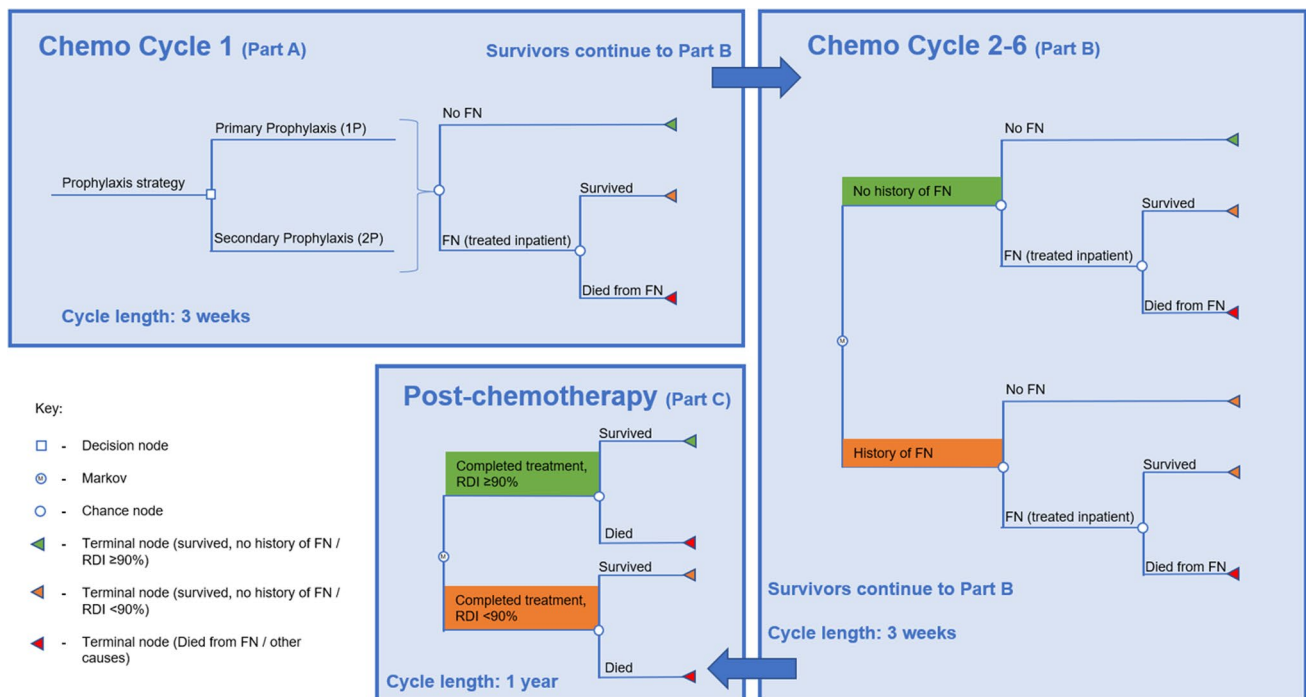 Chemo Cycle 1 (Part A)
Survivors continue to Part B
Prophylaxis strategy
Primary Prophylaxis (1P)
Secondary Prophylaxis (2P)
No FN
FN (treated inpatient)
Survived
Died from FN
Cycle length: 3 weeks
Chemo Cycle 2-6 (Part B)
M
No history of FN
No FN
FN (treated inpatient)
Survived
Died from FN
History of FN
No FN
FN (treated inpatient)
Survived
Died from FN
Survivors continue to Part B
Cycle length: 3 weeks
Post-chemotherapy (Part C)
M
Completed treatment,
RDI ≥90%
Survived
Died
Completed treatment,
RDI <90%
Survived
Died
Cycle length: 1 year
Key:
- Decision node
M - Markov
- Chance node
- Terminal node (survived, no history of FN /
RDI ≥90%)
- Terminal node (survived, no history of FN /
RDI <90%)
- Terminal node (Died from FN / other
causes)